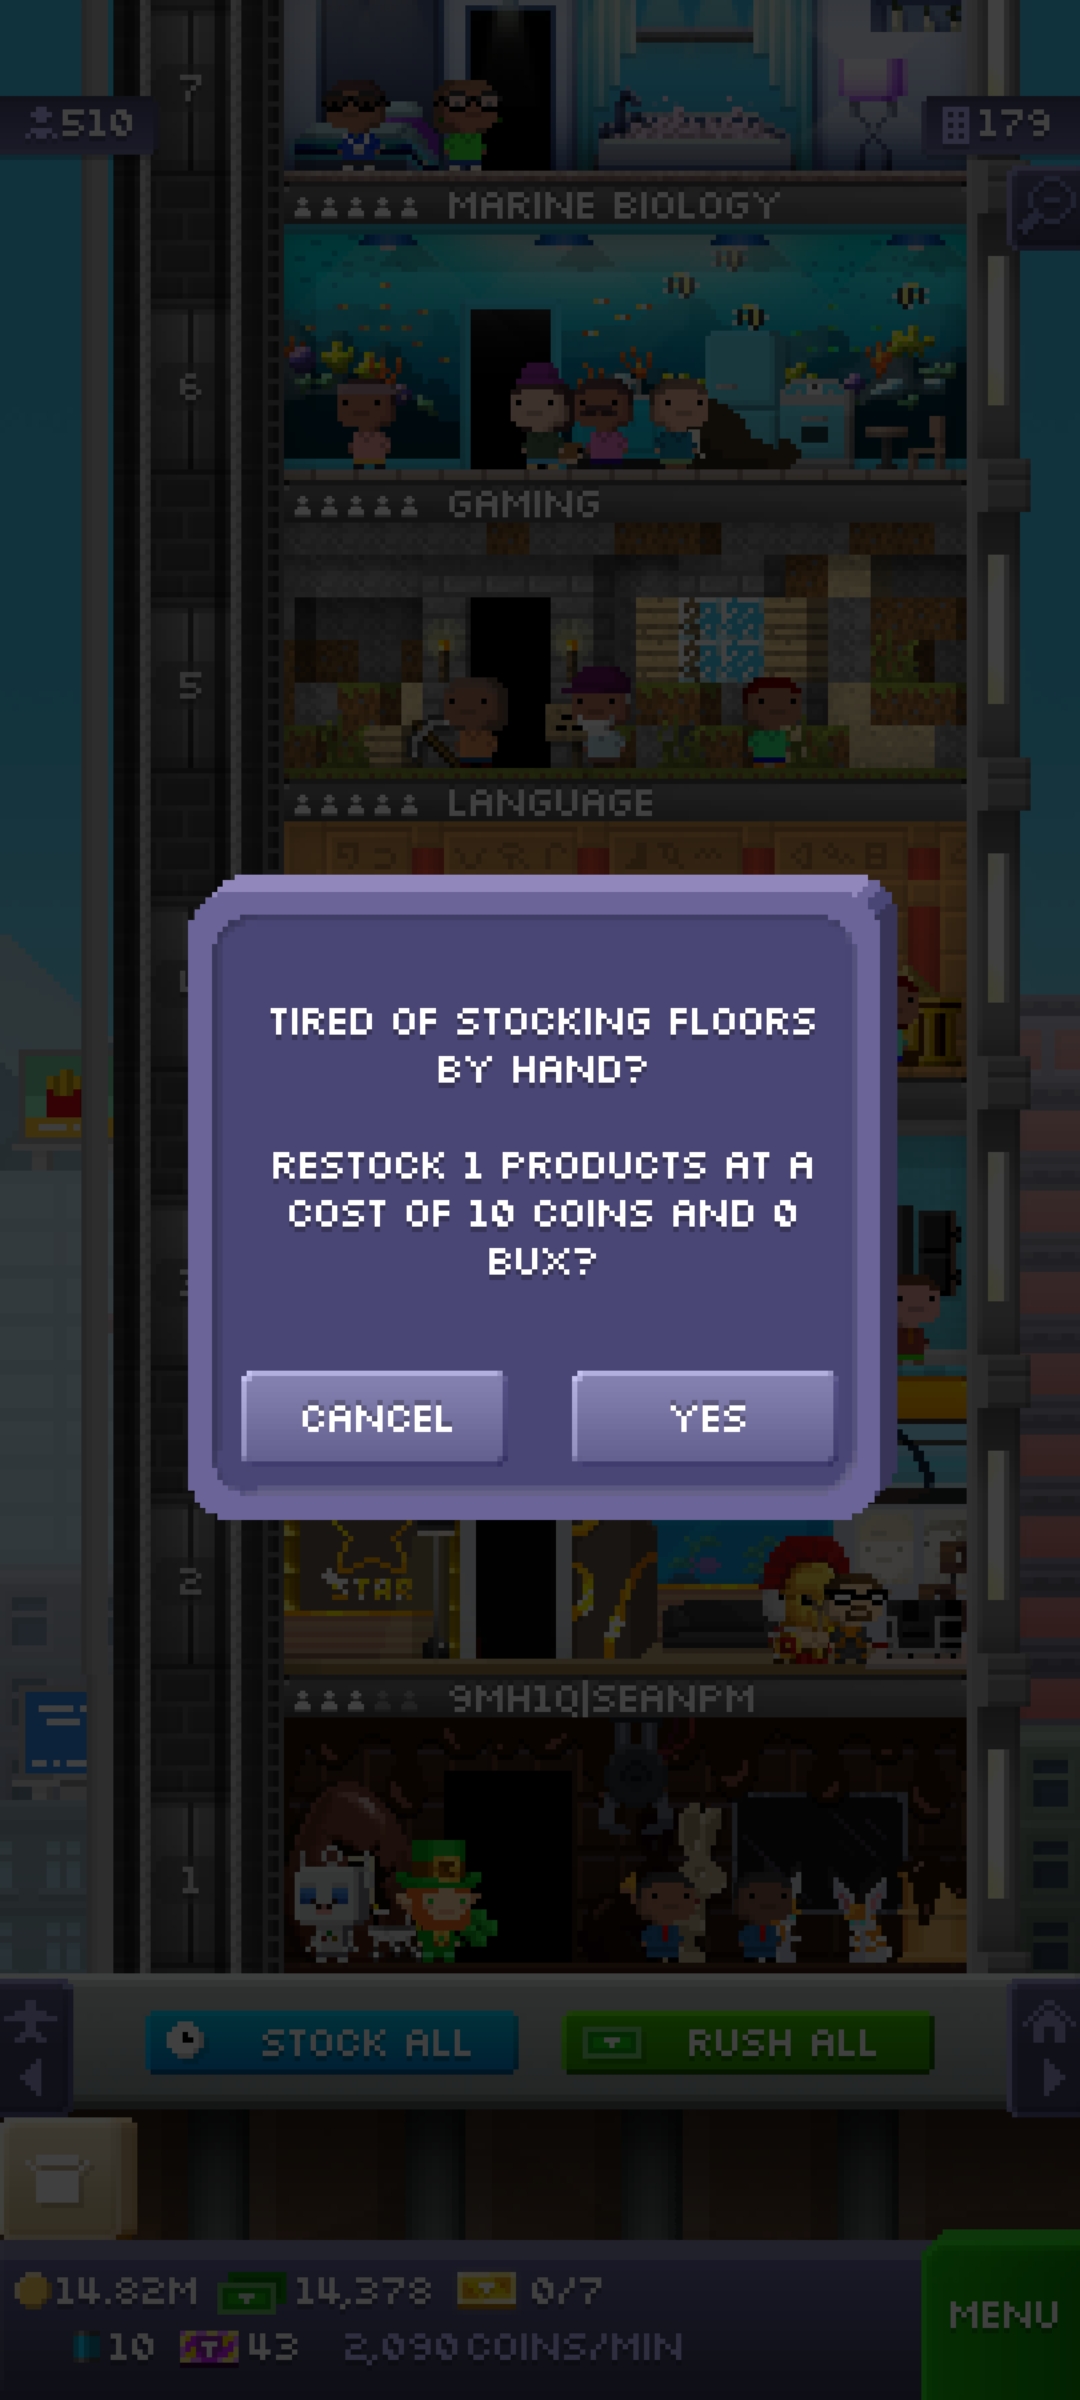 7
510
179
MARINE BIOLOGY
6
GAMING
5
LANGUAGE
TIRED OF STOCKING FLOORS
BY HAND?
RESTOCK 1 PRODUCTS AT A
COST OF 10 COINS AND 0
BUX?
CANCEL
YES
2
STAR
9MH1Q|SEANPM
1
STOCK ALL
RUSH ALL
14.82M
14,378
0/7
MENU
10
43
2,090 COINS/MIN